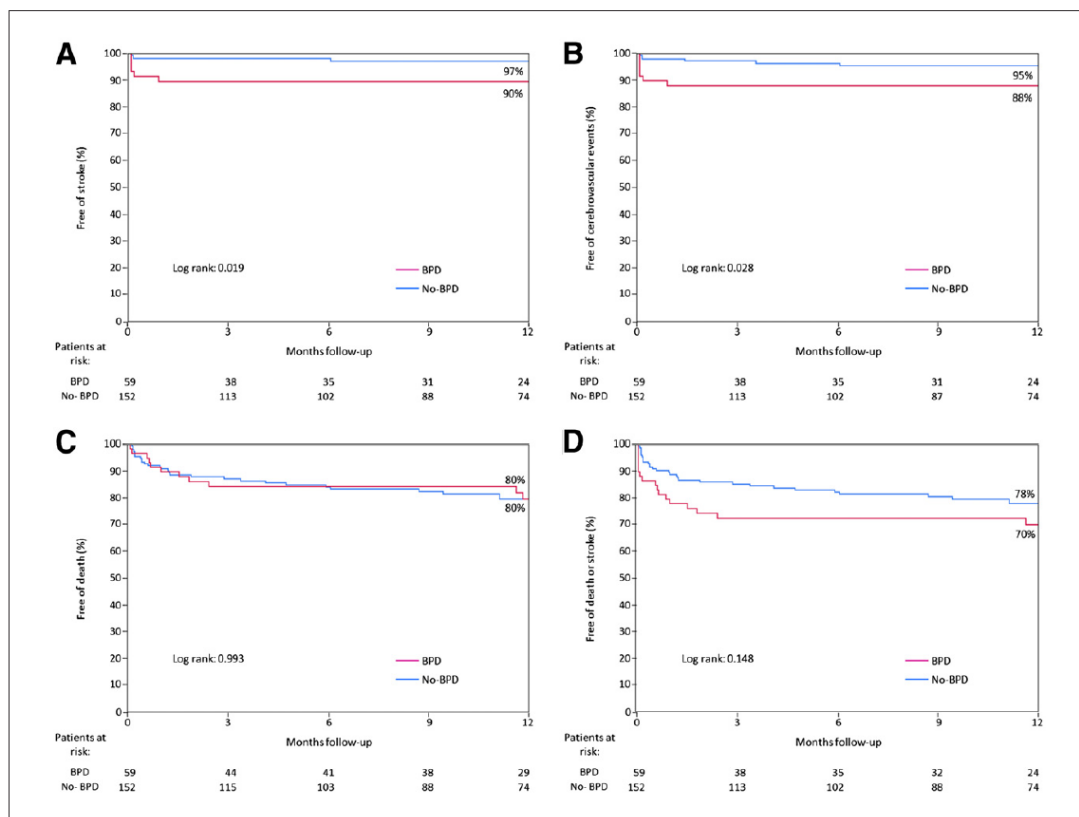 A
100
90
80
70
60
50
40
30
20
10
0
Free of stroke (%)
97%
90%
Log rank: 0.019
BPD
No-BPD
0 3 6 9 12
Months follow-up
Patients at
risk:
BPD 59 38 35 31 24
No- BPD 152 113 102 88 74
B
100
90
80
70
60
50
40
30
20
10
0
Free of cerebrovascular events (%)
95%
88%
Log rank: 0.028
BPD
No-BPD
0 3 6 9 12
Months follow-up
Patients at
risk:
BPD 59 38 35 31 24
No- BPD 152 113 102 87 74
C
100
90
80
70
60
50
40
30
20
10
0
Free of death (%)
80%
80%
Log rank: 0.993
BPD
No-BPD
0 3 6 9 12
Months follow-up
Patients at
risk:
BPD 59 44 41 38 29
No- BPD 152 115 103 88 74
D
100
90
80
70
60
50
40
30
20
10
0
Free of death or stroke (%)
78%
70%
Log rank: 0.148
BPD
No-BPD
0 3 6 9 12
Months follow-up
Patients at
risk:
BPD 59 38 35 32 24
No- BPD 152 113 102 88 74